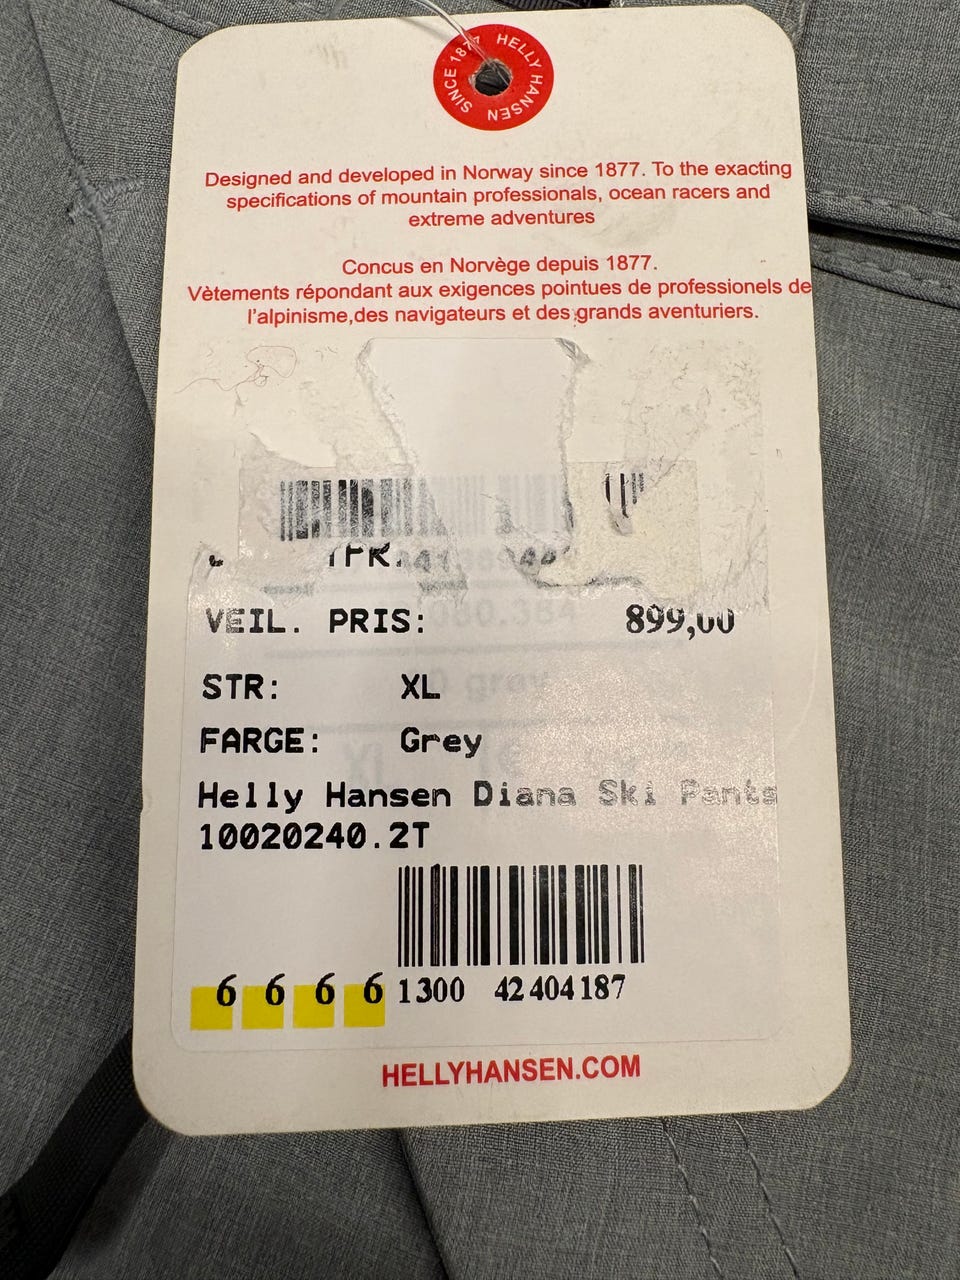 SINCE 1877 HELLY HANSEN
Designed and developed in Norway since 1877. To the exacting
specifications of mountain professionals, ocean racers and
extreme adventures
Concus en Norvège depuis 1877.
Vètements répondant aux exigences pointues de professionels de
l'alpinisme,des navigateurs et des grands aventuriers.
VEIL. PRIS: 899,00
STR: XL
FARGE: Grey
Helly Hansen Diana Ski Pants
10020240.2T
6 6 6 6 1300 42404187
HELLYHANSEN.COM